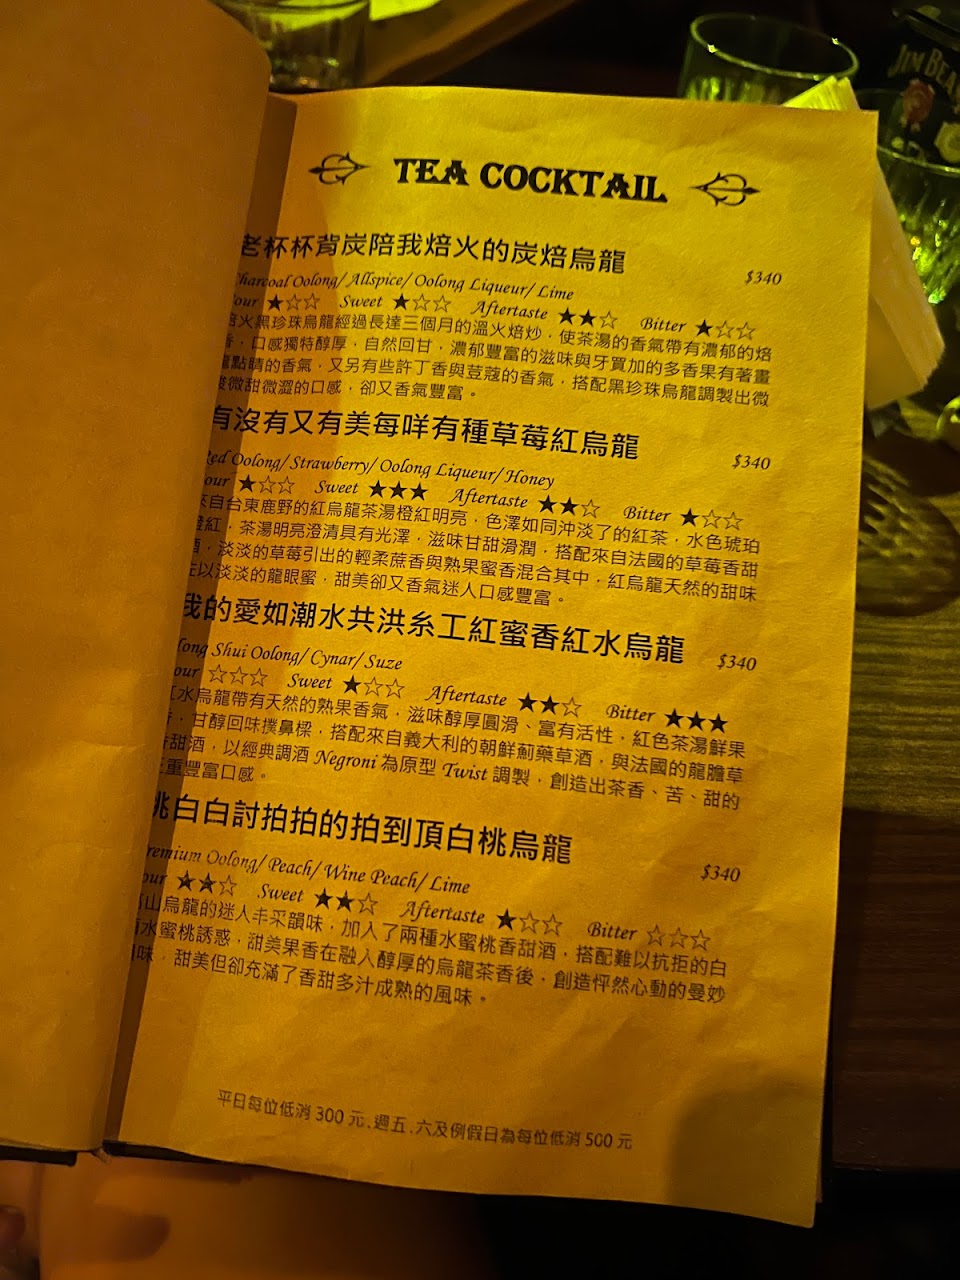 JIM BEA
TEA COCKTAIL
老杯杯背炭陪我焙火的炭焙烏龍
$340
Charcoal Oolong/ Allspice/ Oolong Liqueur/ Lime
our ★☆☆ Sweet ★☆☆ Aftertaste ★★☆ Bitter ★☆☆
焙火黑珍珠烏龍經過長達三個月的溫火焙炒，使茶湯的香氣帶有濃郁的焙
香，口感獨特醇厚，自然回甘，濃郁豐富的滋味與牙買加的多香果有著畫
龍點睛的香氣，又另有些許丁香與荳蔻的香氣，搭配黑珍珠烏龍調製出微
酸微甜微澀的口感，卻又香氣豐富。
有沒有又有美每咩有種草莓紅烏龍
$340
Red Oolong/ Strawberry/ Oolong Liqueur/ Honey
our ★☆☆ Sweet ★★★ Aftertaste ★★☆ Bitter ★☆☆
來自台東鹿野的紅烏龍茶湯橙紅明亮，色澤如同沖淡了的紅茶，水色琥珀
橙紅，茶湯明亮澄清具有光澤，滋味甘甜滑潤，搭配來自法國的草莓香甜
酒，淡淡的草莓引出的輕柔蔗香與熟果蜜香混合其中，紅烏龍天然的甜味
在以淡淡的龍眼蜜，甜美卻又香氣迷人口感豐富。
我的愛如潮水共洪糸工紅蜜香紅水烏龍
$340
ong Shui Oolong/ Cynar/ Suze
our ☆☆☆ Sweet ★☆☆ Aftertaste ★★☆ Bitter ★★★
紅水烏龍帶有天然的熟果香氣，滋味醇厚圓滑、富有活性，紅色茶湯鮮果
香，甘醇回味撲鼻樑，搭配來自義大利的朝鮮薊藥草酒，與法國的龍膽草
香甜酒，以經典調酒 Negroni 為原型 Twist 調製，創造出茶香、苦、甜的
三重豐富口感。
桃白白討拍拍的拍到頂白桃烏龍
$340
remium Oolong/ Peach/ Wine Peach/ Lime
our ★★☆ Sweet ★★☆ Aftertaste ★☆☆ Bitter ☆☆☆
高山烏龍的迷人丰采韻味，加入了兩種水蜜桃香甜酒，搭配難以抗拒的白
水蜜桃誘惑，甜美果香在融入醇厚的烏龍茶香後，創造怦然心動的曼妙
味，甜美但卻充滿了香甜多汁成熟的風味。
平日每位低消 300 元.週五.六及例假日為每位低消 500 元